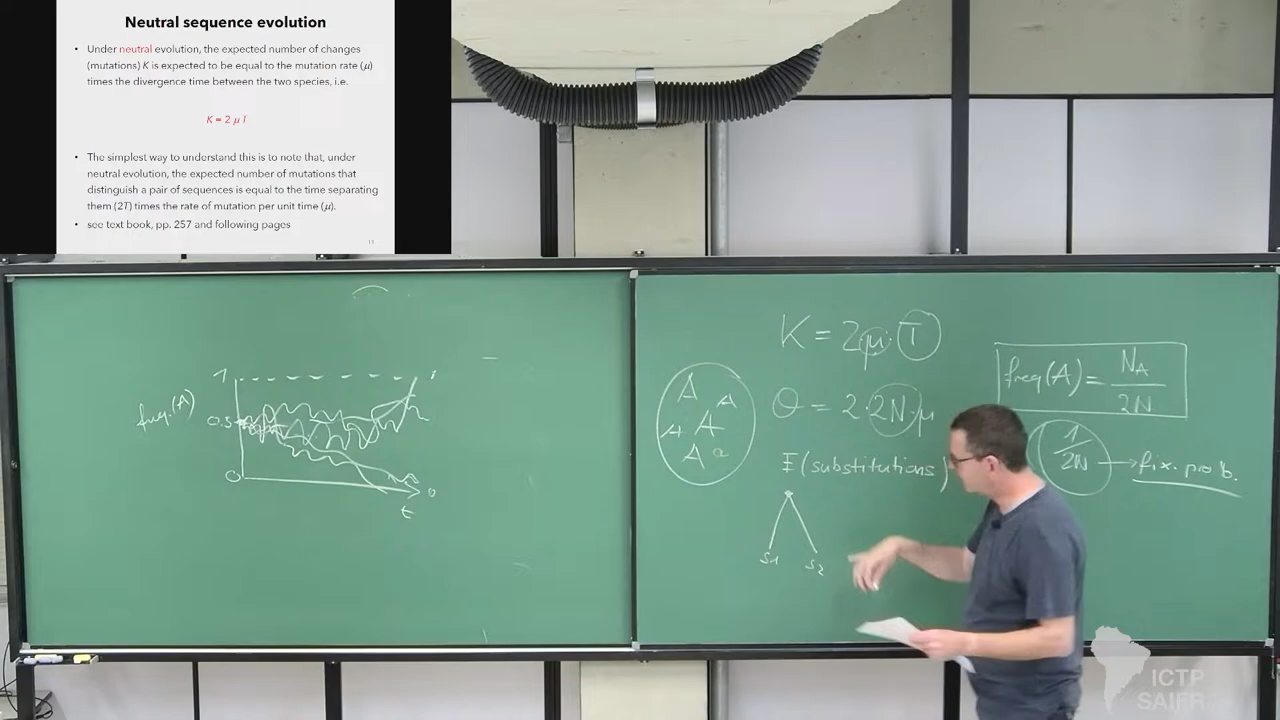 Neutral sequence evolution
• Under neutral evolution, the expected number of changes
(mutations) K is expected to be equal to the mutation rate (μ)
times the divergence time between the two species, i.e.
K = 2 μ T
• The simplest way to understand this is to note that, under
neutral evolution, the expected number of mutations that
distinguish a pair of sequences is equal to the time separating
them (2T) times the rate of mutation per unit time (μ).
• see text book, pp. 257 and following pages
11
1
1
freq.(A)
0.5
0
0
t
K = 2μ·T
θ = 2·2N·μ
E(substitutions)
S1
S2
A
A
A
A
A a
freq(A) = N_A / 2N
1/2N → fix. prob.
ICTP
SAIFR